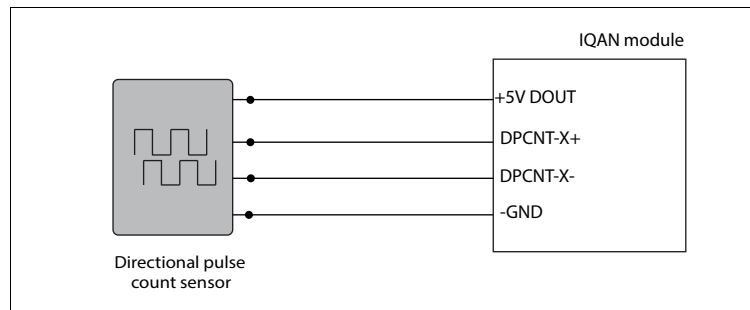 IQAN module
+5V DOUT
DPCNT-X+
DPCNT-X-
-GND
Directional pulse
count sensor